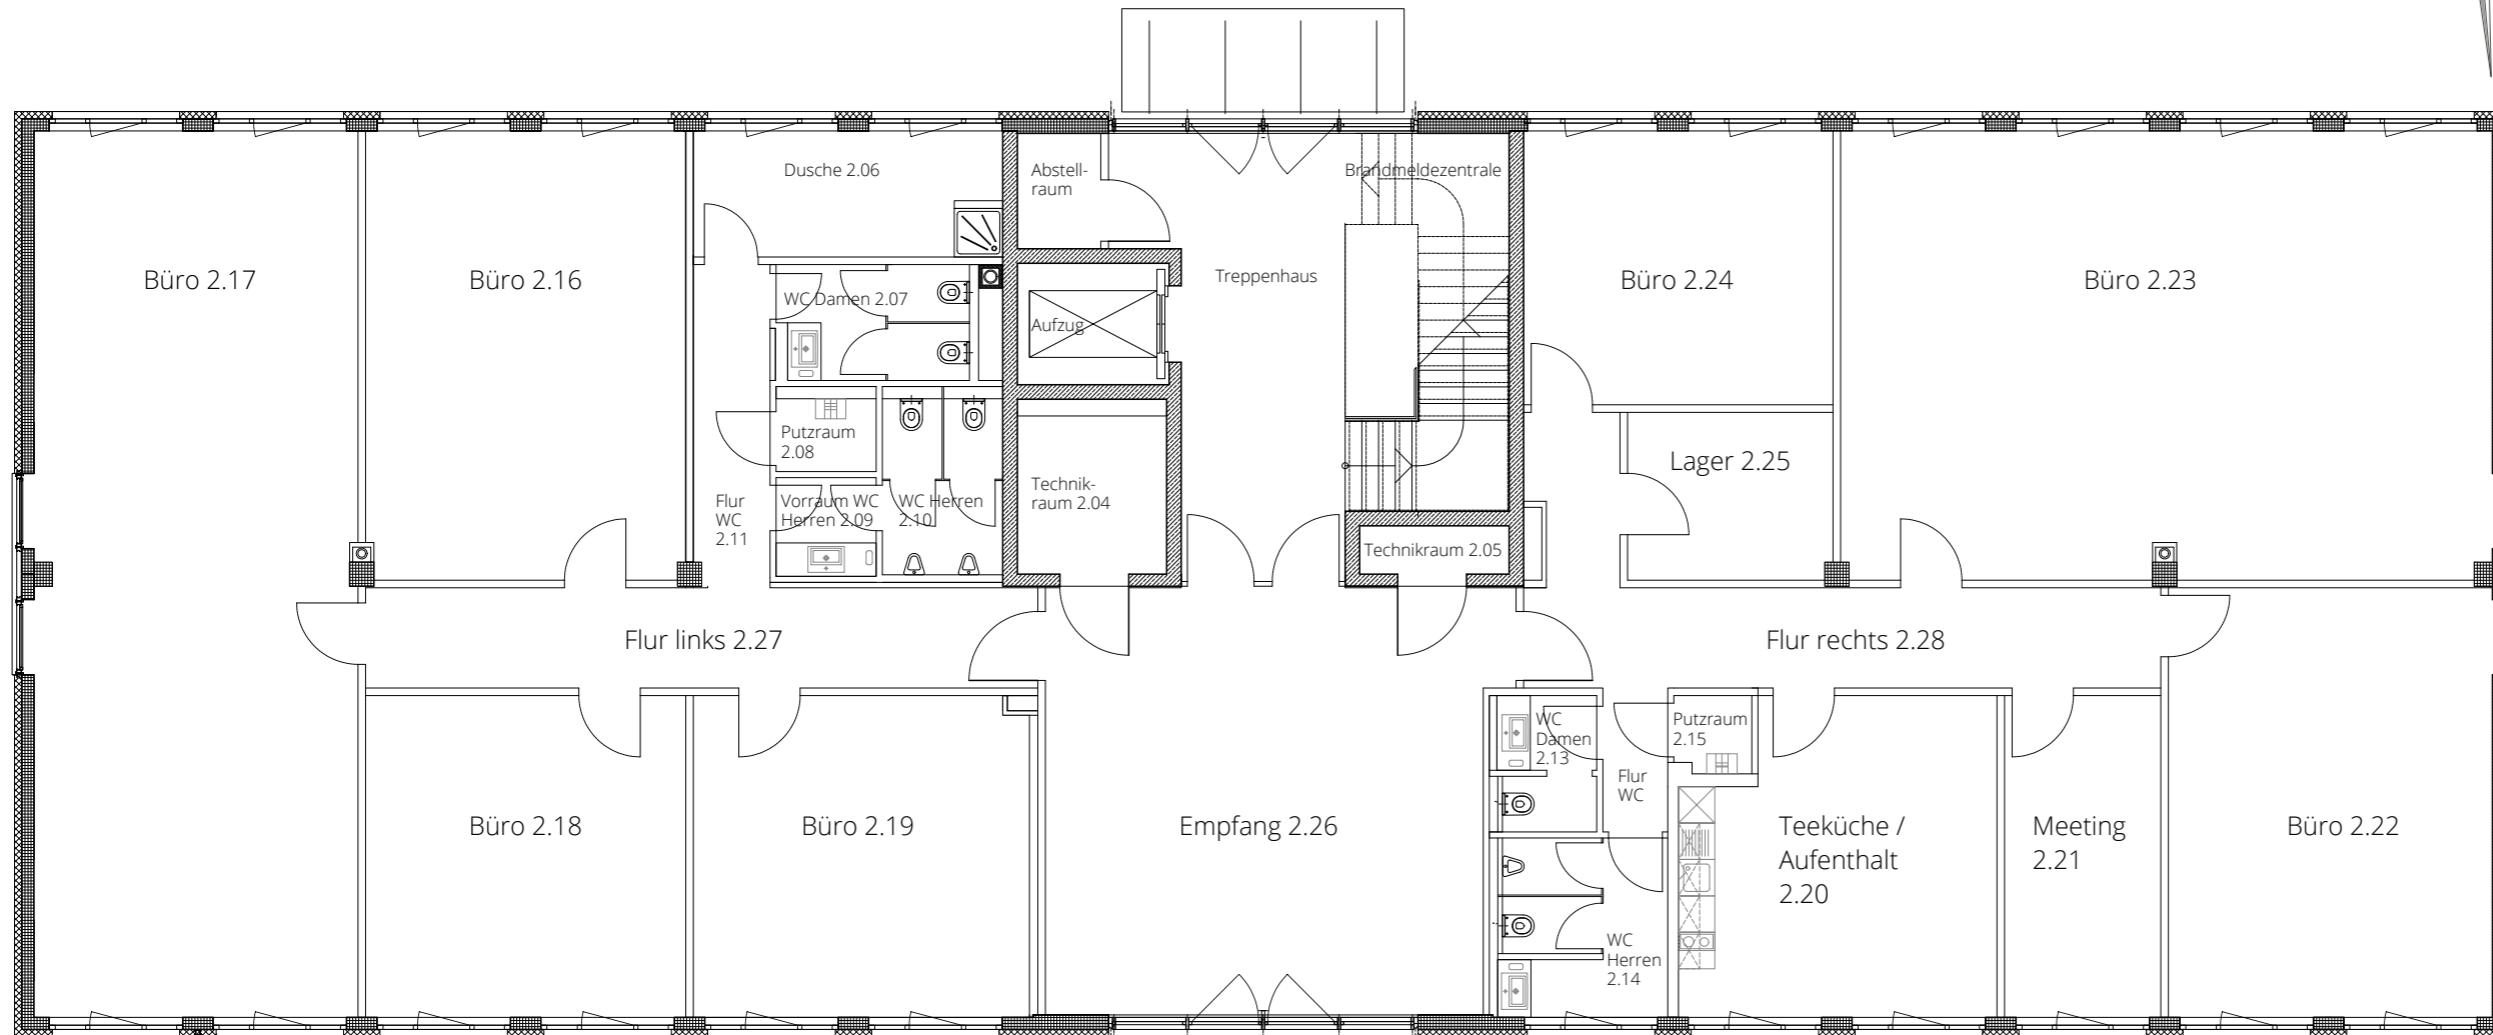 Dusche 2.06
Abstell-
raum
Brandmeldezentrale
Büro 2.17
Büro 2.16
WC Damen 2.07
Treppenhaus
Büro 2.24
Büro 2.23
Aufzug
Putzraum
2.08
Lager 2.25
Flur
WC
2.11
Vorraum WC
Herren 2.09
WC Herren
2.10
Technik-
raum 2.04
Technikraum 2.05
Flur links 2.27
Flur rechts 2.28
WC
Damen
2.13
Putzraum
2.15
Flur
WC
Büro 2.18
Büro 2.19
Empfang 2.26
Teeküche /
Aufenthalt
2.20
Meeting
2.21
Büro 2.22
WC
Herren
2.14